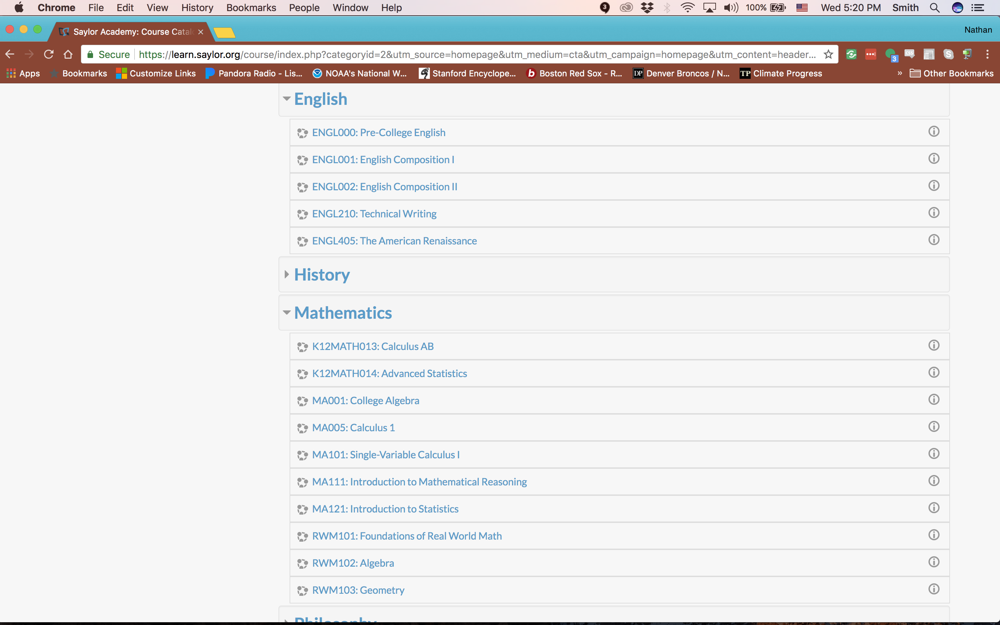 Chrome File Edit View History Bookmarks People Window Help 3 100% Wed 5:20 PM Smith
Saylor Academy: Course Catal Nathan
Secure https://learn.saylor.org/course/index.php?categoryid=2&utm_source=homepage&utm_medium=cta&utm_campaign=homepage&utm_content=header... CSS 3 S
Apps Bookmarks Customize Links Pandora Radio - Lis... NOAA's National W... Stanford Encyclope... b Boston Red Sox - R... DP Denver Broncos / N... TP Climate Progress » Other Bookmarks
English
ENGL000: Pre-College English
ENGL001: English Composition I
ENGL002: English Composition II
ENGL210: Technical Writing
ENGL405: The American Renaissance
History
Mathematics
K12MATH013: Calculus AB
K12MATH014: Advanced Statistics
MA001: College Algebra
MA005: Calculus 1
MA101: Single-Variable Calculus I
MA111: Introduction to Mathematical Reasoning
MA121: Introduction to Statistics
RWM101: Foundations of Real World Math
RWM102: Algebra
RWM103: Geometry
Philosophy